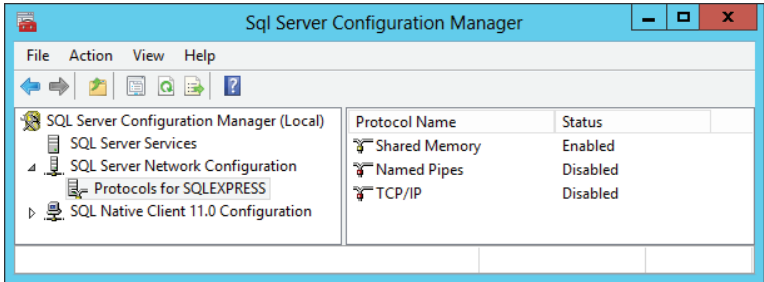 Sql Server Configuration Manager
File Action View Help
SQL Server Configuration Manager (Local)
SQL Server Services
SQL Server Network Configuration
Protocols for SQLEXPRESS
SQL Native Client 11.0 Configuration
Protocol Name Status
Shared Memory Enabled
Named Pipes Disabled
TCP/IP Disabled